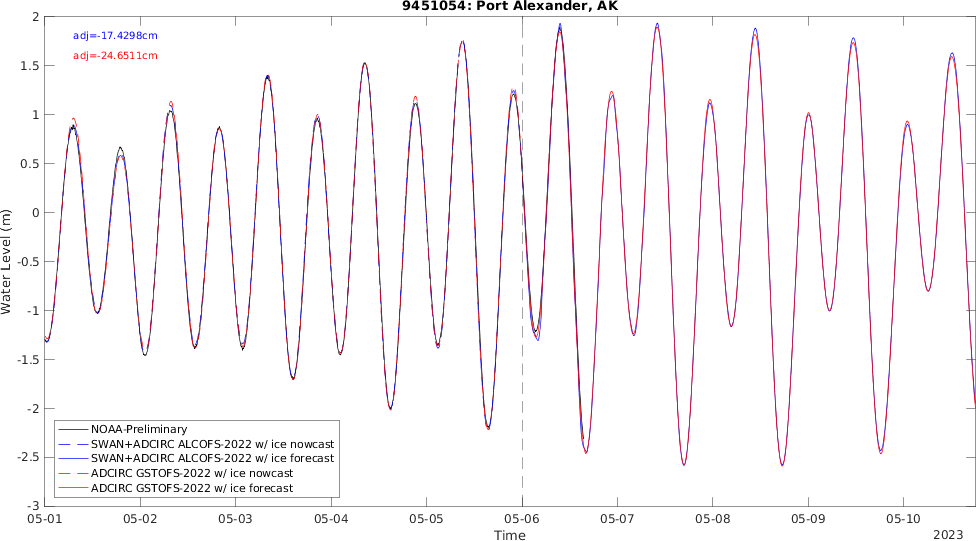 9451054: Port Alexander, AK
2
adj=-17.4298cm
adj=-24.6511cm
1.5
1
0.5
0
-0.5
-1
-1.5
-2
-2.5
-3
Water Level (m)
NOAA-Preliminary
SWAN+ADCIRC ALCOFS-2022 w/ ice nowcast
SWAN+ADCIRC ALCOFS-2022 w/ ice forecast
ADCIRC GSTOFS-2022 w/ ice nowcast
ADCIRC GSTOFS-2022 w/ ice forecast
05-01 05-02 05-03 05-04 05-05 05-06 05-07 05-08 05-09 05-10
Time
2023